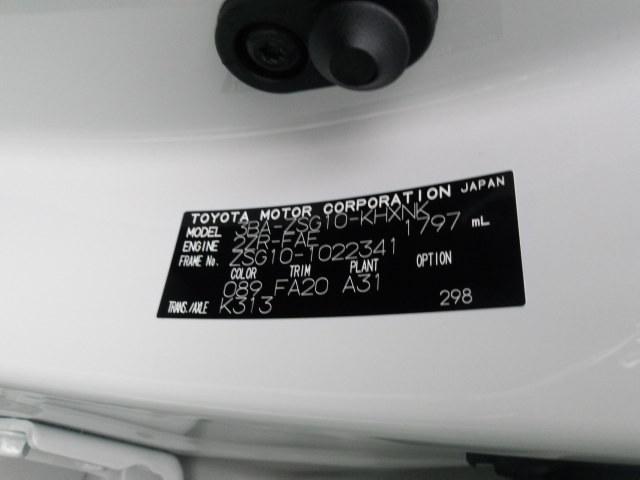 TOYOTA MOTOR CORPORATION JAPAN
MODEL 3BA-ZSG10-KHXNK
ENGINE 2ZR-FAE 1797 mL
FRAME No. ZSG10-1022341
COLOR TRIM PLANT OPTION
089 FA20 A31
TRANS./AXLE K313 298